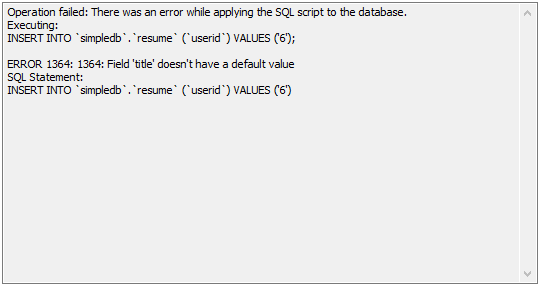 Operation failed: There was an error while applying the SQL script to the database.
Executing:
INSERT INTO `simpledb`.`resume` (`userid`) VALUES ('6');
ERROR 1364: 1364: Field 'title' doesn't have a default value
SQL Statement:
INSERT INTO `simpledb`.`resume` (`userid`) VALUES ('6')